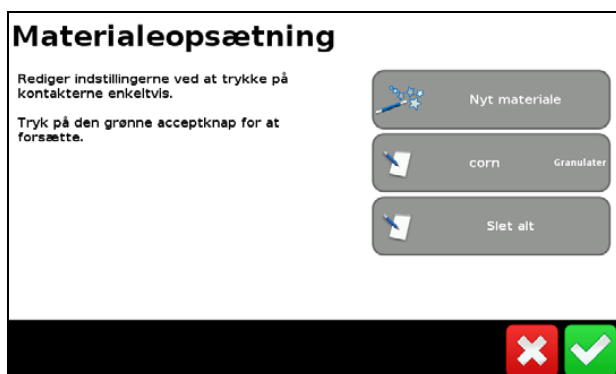 Materialeopsætning
Rediger indstillingerne ved at trykke på
kontakterne enkeltvis.
Tryk på den grønne acceptknap for at
forsætte.
Nyt materiale
corn Granulater
Slet alt